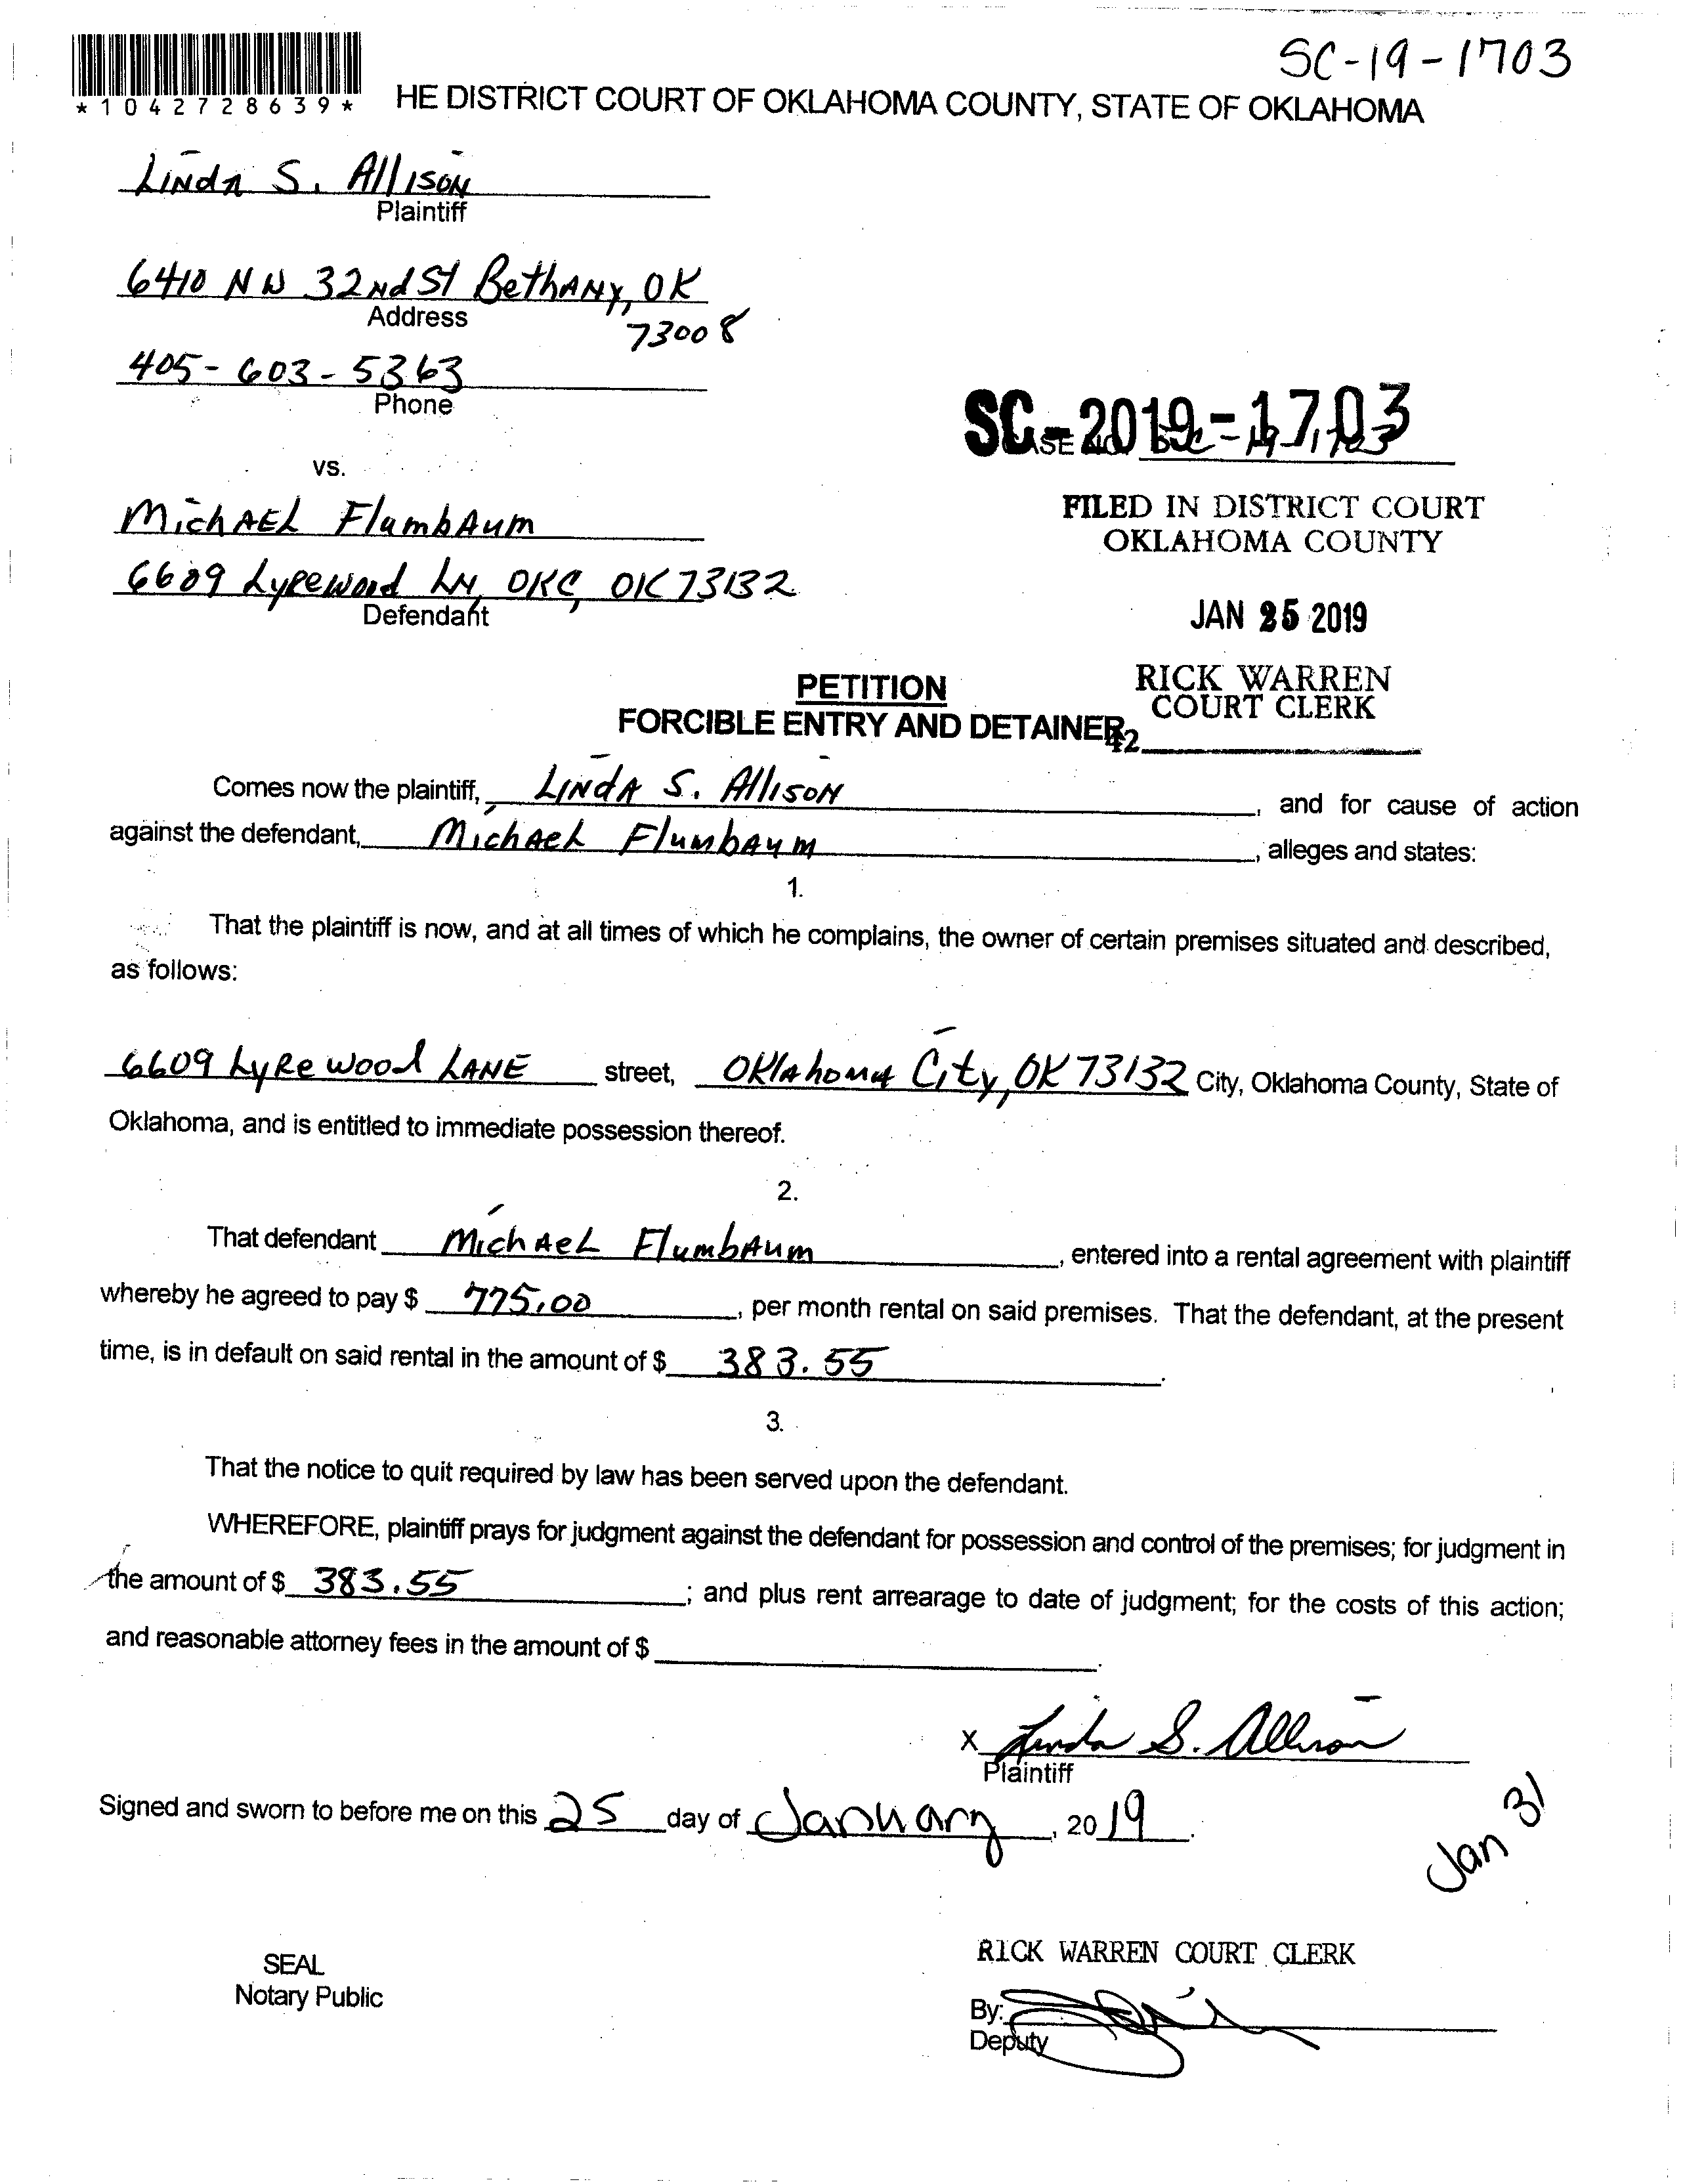 SC-19-1703
*1042728639*
HE DISTRICT COURT OF OKLAHOMA COUNTY, STATE OF OKLAHOMA
Linda S. Allison
Plaintiff
6410 NW 32nd St Bethany, OK
Address
73008
405-603-5363
Phone
SC-2019-1703
vs.
FILED IN DISTRICT COURT
OKLAHOMA COUNTY
Michael Flumbaum
6609 Lyrewood Ln, OKC, OK 73132
Defendant
JAN 25 2019
RICK WARREN
COURT CLERK
PETITION
FORCIBLE ENTRY AND DETAINER
42
Comes now the plaintiff, Linda S. Allison, and for cause of action
against the defendant, Michael Flumbaum, alleges and states:
1.
That the plaintiff is now, and at all times of which he complains, the owner of certain premises situated and described,
as follows:
6609 Lyrewood Lane street, Oklahoma City, OK 73132 City, Oklahoma County, State of
Oklahoma, and is entitled to immediate possession thereof.
2.
That defendant Michael Flumbaum, entered into a rental agreement with plaintiff
whereby he agreed to pay $ 775.00, per month rental on said premises. That the defendant, at the present
time, is in default on said rental in the amount of $ 383.55.
3.
That the notice to quit required by law has been served upon the defendant.
WHEREFORE, plaintiff prays for judgment against the defendant for possession and control of the premises; for judgment in
the amount of $ 383.55; and plus rent arrearage to date of judgment; for the costs of this action;
and reasonable attorney fees in the amount of $
X Linda S. Allison
Plaintiff
Signed and sworn to before me on this 25 day of January, 2019.
Jan 31
RICK WARREN COURT CLERK
SEAL
Notary Public
By:
Deputy